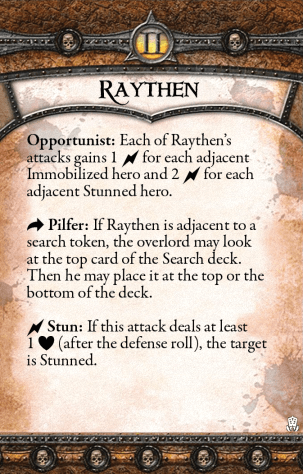 II
RAYTHEN
Opportunist: Each of Raythen's
attacks gains 1 for each adjacent
Immobilized hero and 2 for each
adjacent Stunned hero.
Pilfer: If Raythen is adjacent to a
search token, the overlord may look
at the top card of the Search deck.
Then he may place it at the top or the
bottom of the deck.
Stun: If this attack deals at least
1 (after the defense roll), the target
is Stunned.